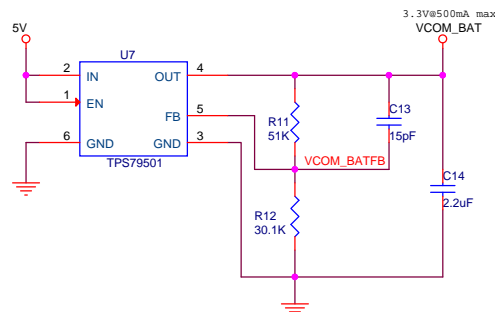 3.3V@500mA max
5V
VCOM_BAT
U7
2 IN OUT 4
1 EN
FB 5
6 GND GND 3
TPS79501
R11
51K
C13
15pF
VCOM_BATFB
C14
2.2uF
R12
30.1K